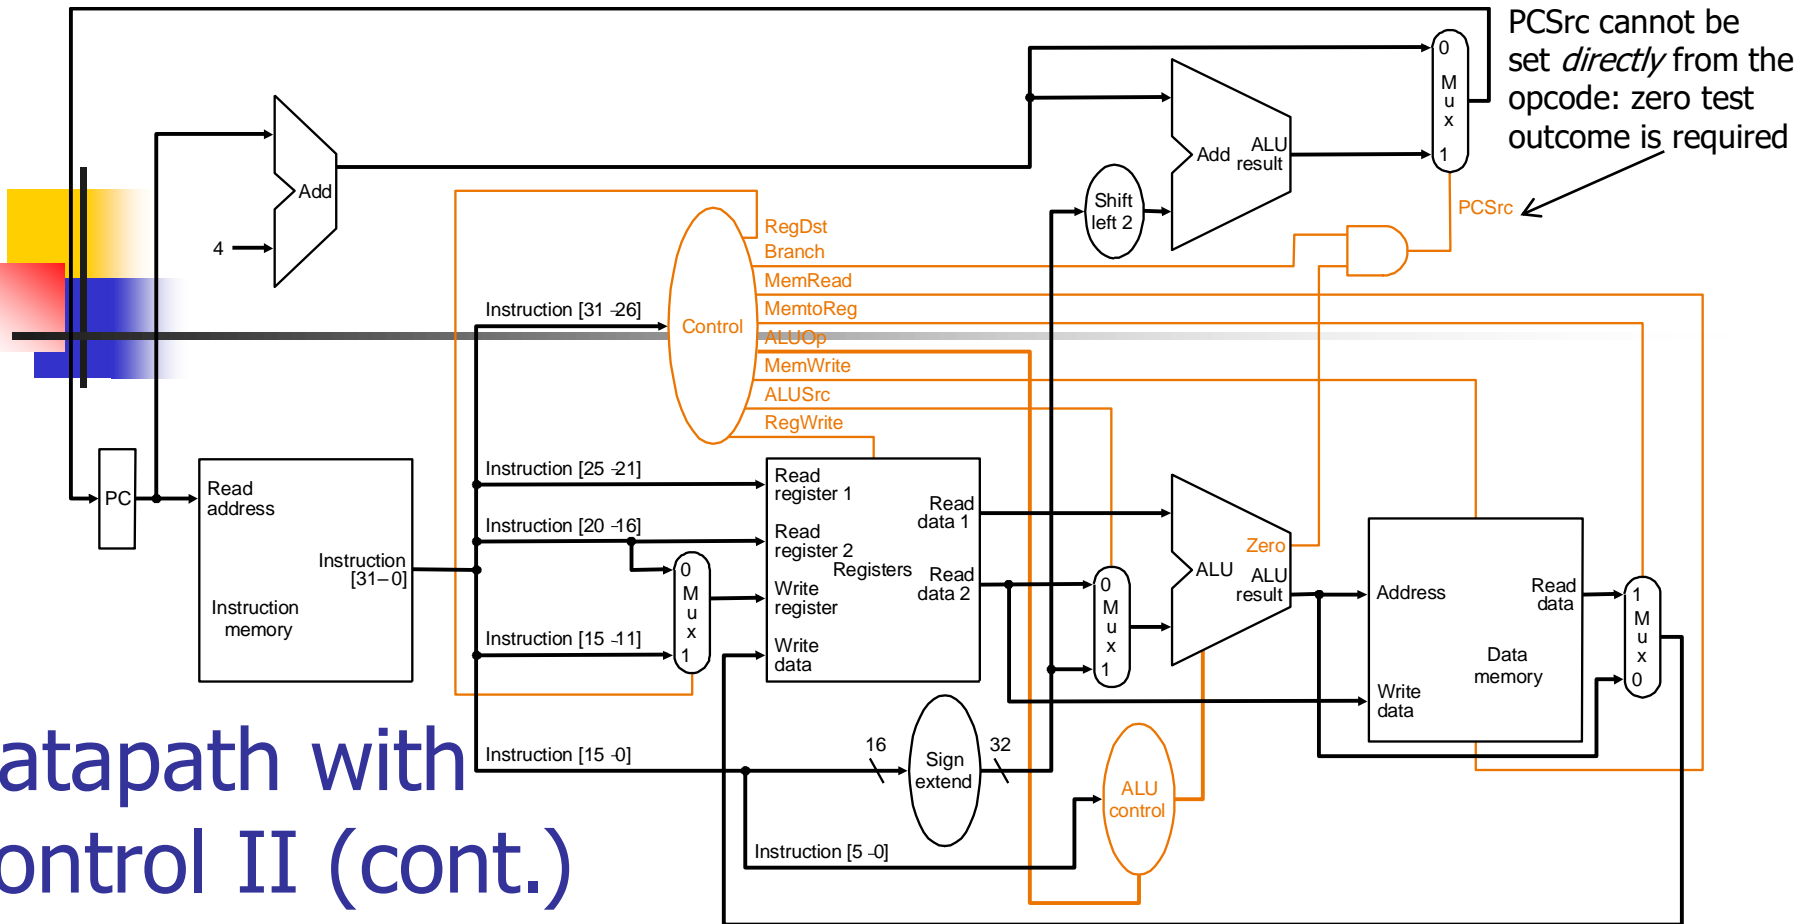 PCSrc cannot be
set directly from the
opcode: zero test
outcome is required
0
M
u
x
1
Add
ALU
result
Add
4
Shift
left 2
PCSrc
RegDst
Branch
MemRead
MemtoReg
ALUOp
MemWrite
ALUSrc
RegWrite
Control
Instruction [31–26]
PC
Read
address
Instruction
[31–0]
Instruction
memory
Instruction [25–21]
Instruction [20–16]
Instruction [15–11]
0
M
u
x
1
Read
register 1
Read
register 2
Write
register
Write
data
Registers
Read
data 1
Read
data 2
0
M
u
x
1
Zero
ALU
ALU
result
Address
Read
data
Data
memory
Write
data
1
M
u
x
0
Instruction [15–0]
16
Sign
extend
32
ALU
control
Instruction [5–0]
atapath with
ontrol II (cont.)